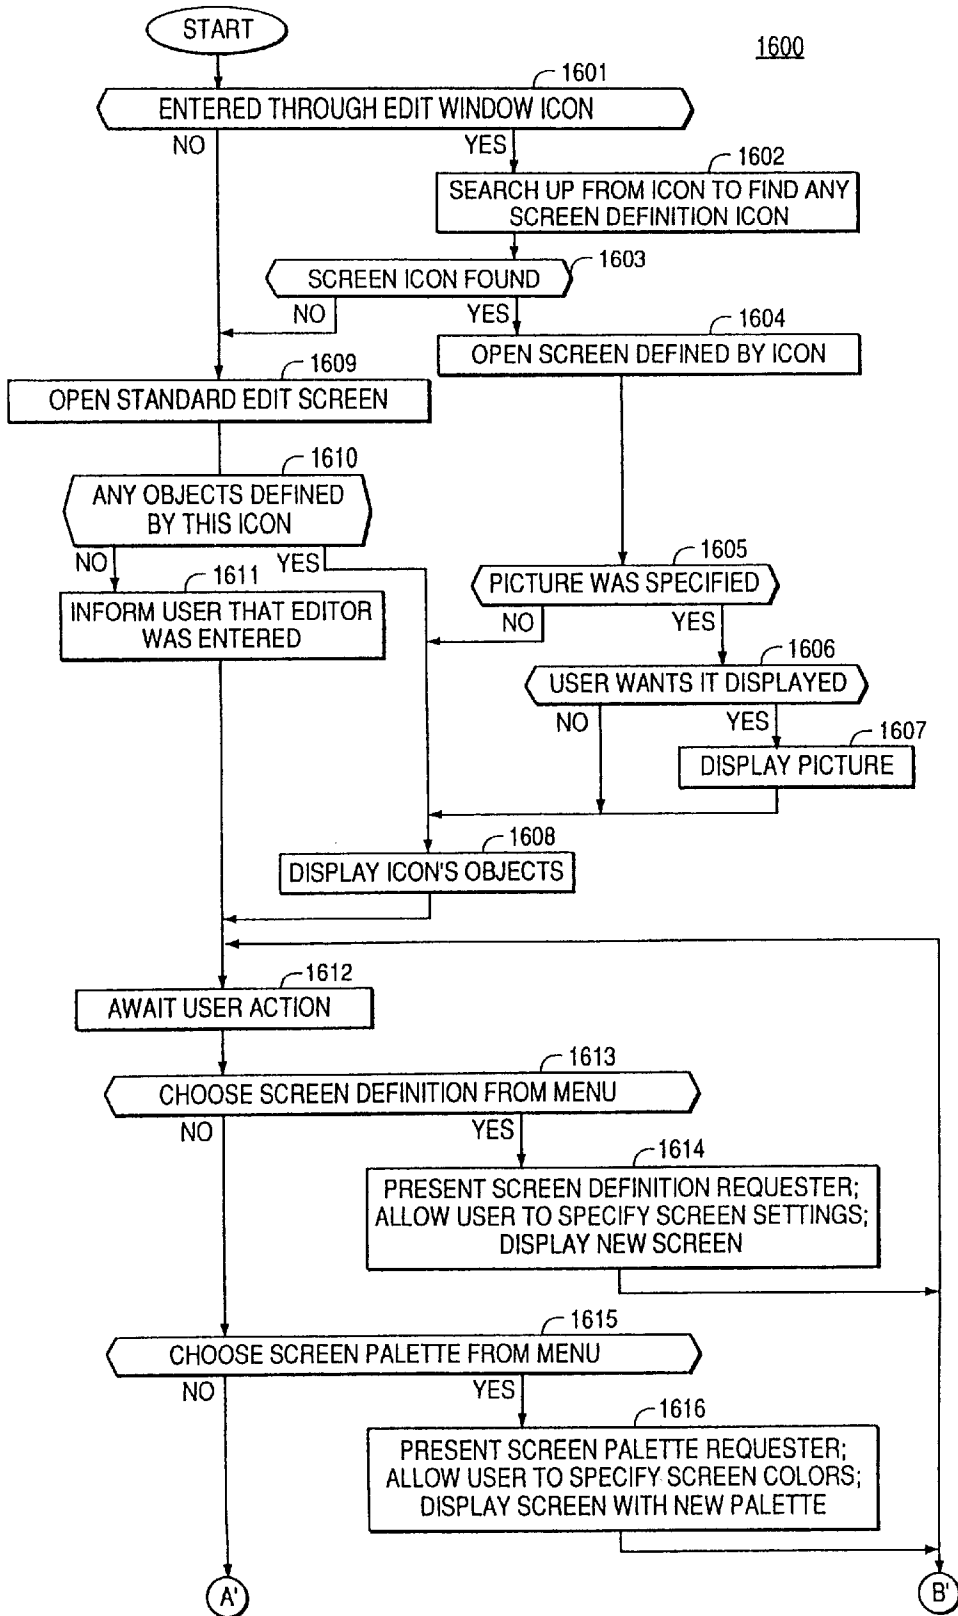 START
1600
1601
ENTERED THROUGH EDIT WINDOW ICON
NO
YES
1602
SEARCH UP FROM ICON TO FIND ANY
SCREEN DEFINITION ICON
1603
SCREEN ICON FOUND
NO
YES
1604
OPEN SCREEN DEFINED BY ICON
1609
OPEN STANDARD EDIT SCREEN
1610
ANY OBJECTS DEFINED
BY THIS ICON
NO
YES
1611
INFORM USER THAT EDITOR
WAS ENTERED
1605
PICTURE WAS SPECIFIED
NO
YES
1606
USER WANTS IT DISPLAYED
NO
YES
1607
DISPLAY PICTURE
1608
DISPLAY ICON'S OBJECTS
1612
AWAIT USER ACTION
1613
CHOOSE SCREEN DEFINITION FROM MENU
NO
YES
1614
PRESENT SCREEN DEFINITION REQUESTER;
ALLOW USER TO SPECIFY SCREEN SETTINGS;
DISPLAY NEW SCREEN
1615
CHOOSE SCREEN PALETTE FROM MENU
NO
YES
1616
PRESENT SCREEN PALETTE REQUESTER;
ALLOW USER TO SPECIFY SCREEN COLORS;
DISPLAY SCREEN WITH NEW PALETTE
A'
B'